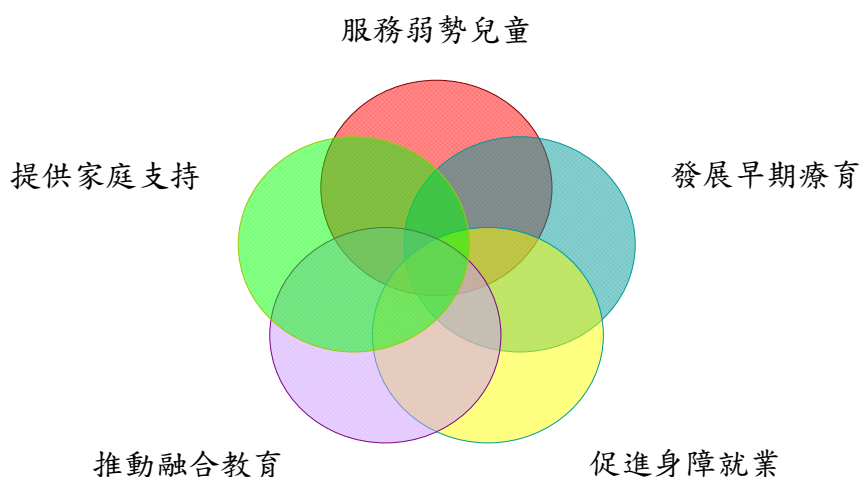 服務弱勢兒童
提供家庭支持
發展早期療育
推動融合教育
促進身障就業